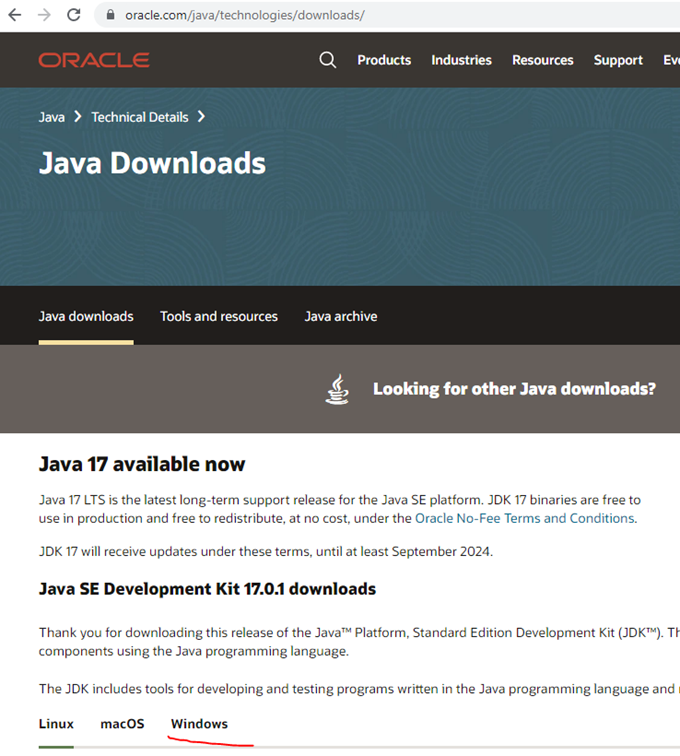 oracle.com/java/technologies/downloads/
ORACLE Products Industries Resources Support
Java Technical Details
Java Downloads
Java downloads Tools and resources Java archive
Looking for other Java downloads?
Java 17 available now
Java 17 LTS is the latest long-term support release for the Java SE platform. JDK 17 binaries are free to
use in production and free to redistribute, at no cost, under the Oracle No-Fee Terms and Conditions.
JDK 17 will receive updates under these terms, until at least September 2024.
Java SE Development Kit 17.0.1 downloads
Thank you for downloading this release of the Java™ Platform, Standard Edition Development Kit (JDK™).
components using the Java programming language.
The JDK includes tools for developing and testing programs written in the Java programming language and
Linux macOS Windows